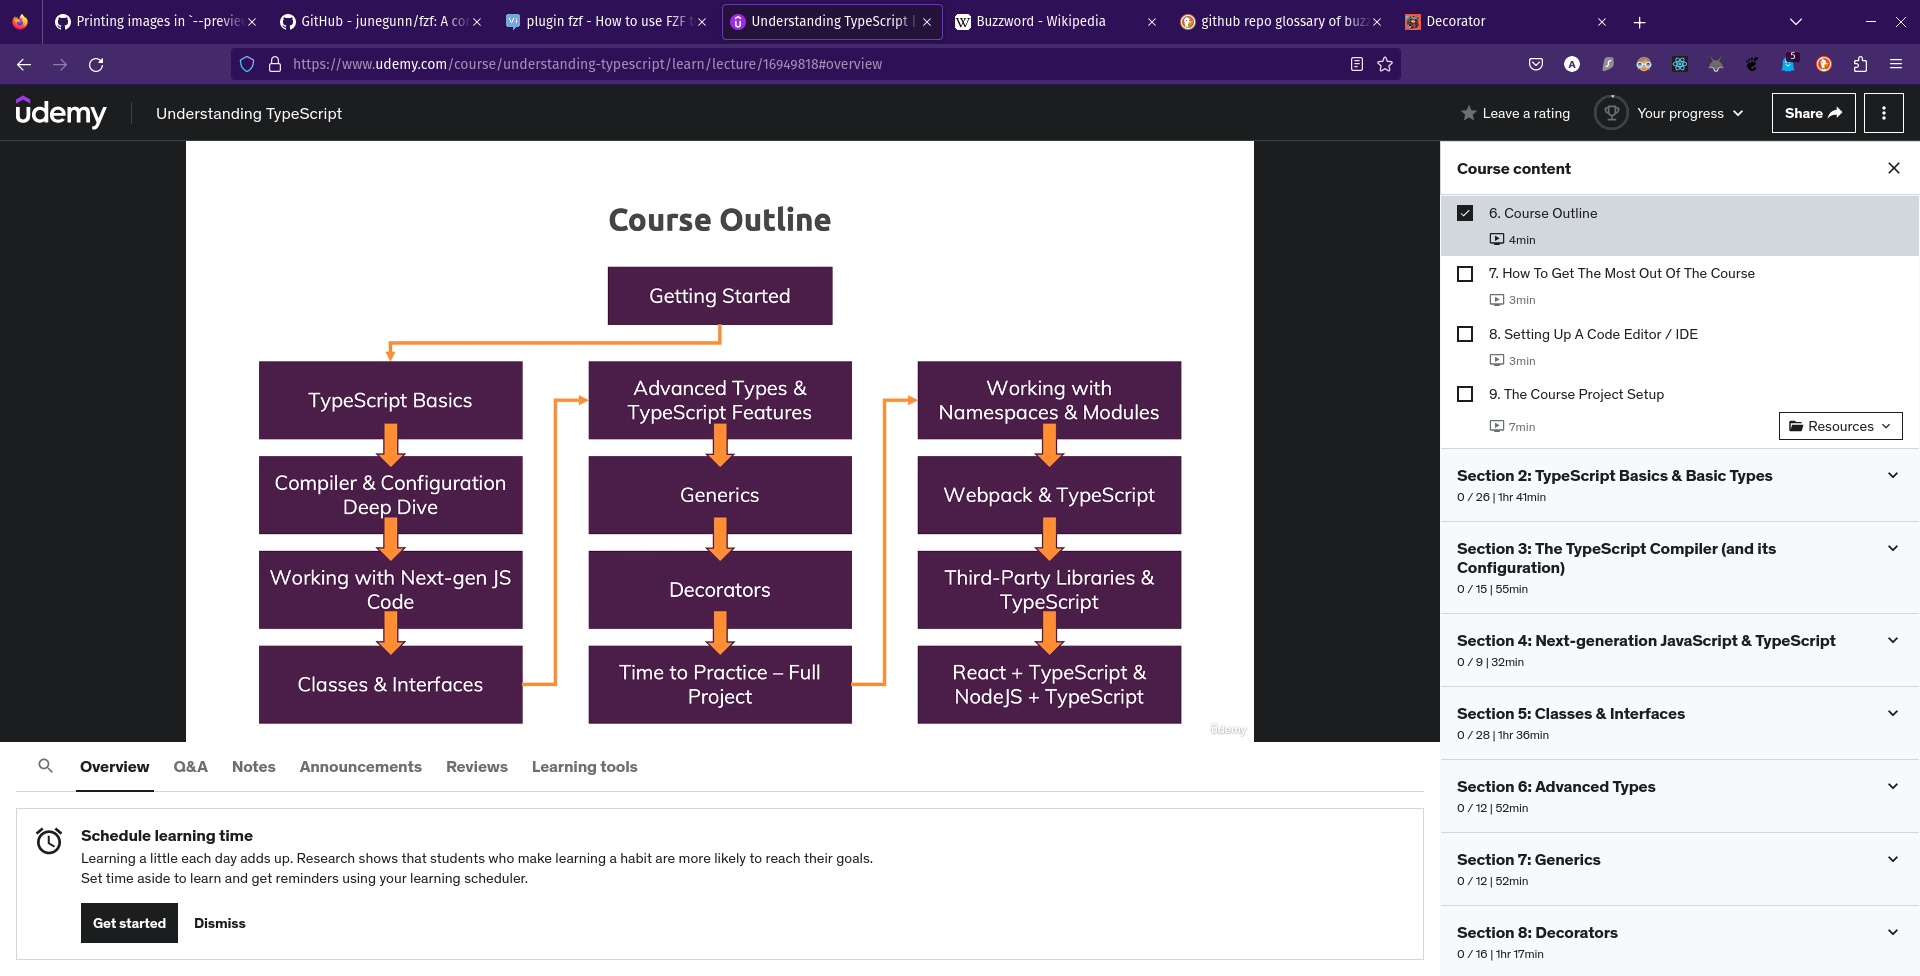 Printing images in `--previe
GitHub - junegunn/fzf: A co
plugin fzf - How to use FZF t
Understanding TypeScript |
Buzzword - Wikipedia
github repo glossary of buz
Decorator
https://www.udemy.com/course/understanding-typescript/learn/lecture/16949818#overview
5
udemy
Understanding TypeScript
Leave a rating
Your progress
Share
Course Outline
Getting Started
TypeScript Basics
Compiler & Configuration
Deep Dive
Working with Next-gen JS
Code
Classes & Interfaces
Advanced Types &
TypeScript Features
Generics
Decorators
Time to Practice – Full
Project
Working with
Namespaces & Modules
Webpack & TypeScript
Third-Party Libraries &
TypeScript
React + TypeScript &
NodeJS + TypeScript
udemy
Course content
6. Course Outline
4min
7. How To Get The Most Out Of The Course
3min
8. Setting Up A Code Editor / IDE
3min
9. The Course Project Setup
7min
Resources
Section 2: TypeScript Basics & Basic Types
0 / 26 | 1hr 41min
Section 3: The TypeScript Compiler (and its
Configuration)
0 / 15 | 55min
Section 4: Next-generation JavaScript & TypeScript
0 / 9 | 32min
Section 5: Classes & Interfaces
0 / 28 | 1hr 36min
Section 6: Advanced Types
0 / 12 | 52min
Section 7: Generics
0 / 12 | 52min
Section 8: Decorators
0 / 16 | 1hr 17min
Overview
Q&A
Notes
Announcements
Reviews
Learning tools
Schedule learning time
Learning a little each day adds up. Research shows that students who make learning a habit are more likely to reach their goals.
Set time aside to learn and get reminders using your learning scheduler.
Get started
Dismiss